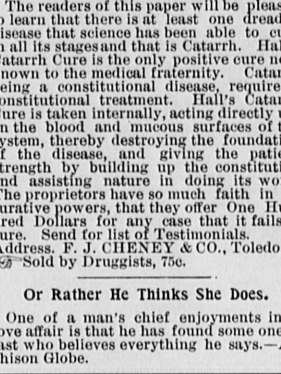 The readers of this paper will be pleas
o learn that there is at least one dread
isease that science has been able to cu
n all its stages and that is Catarrh. Hal
atarrh Cure is the only positive cure no
nown to the medical fraternity. Catar
eing a constitutional disease, require
onstitutional treatment. Hall's Catar
ure is taken internally, acting directly u
n the blood and mucous surfaces of t
ystem, thereby destroying the foundati
f the disease, and giving the patie
trength by building up the constituti
nd assisting nature in doing its wo
he proprietors have so much faith in
urative powers, that they offer One Hu
red Dollars for any case that it fails
ure. Send for list of Testimonials.
ddress. F. J. CHENEY & CO., Toledo
Sold by Druggists, 75c.
Or Rather He Thinks She Does.
One of a man's chief enjoyments in
ove affair is that he has found some one
ast who believes everything he says.—A
chison Globe.